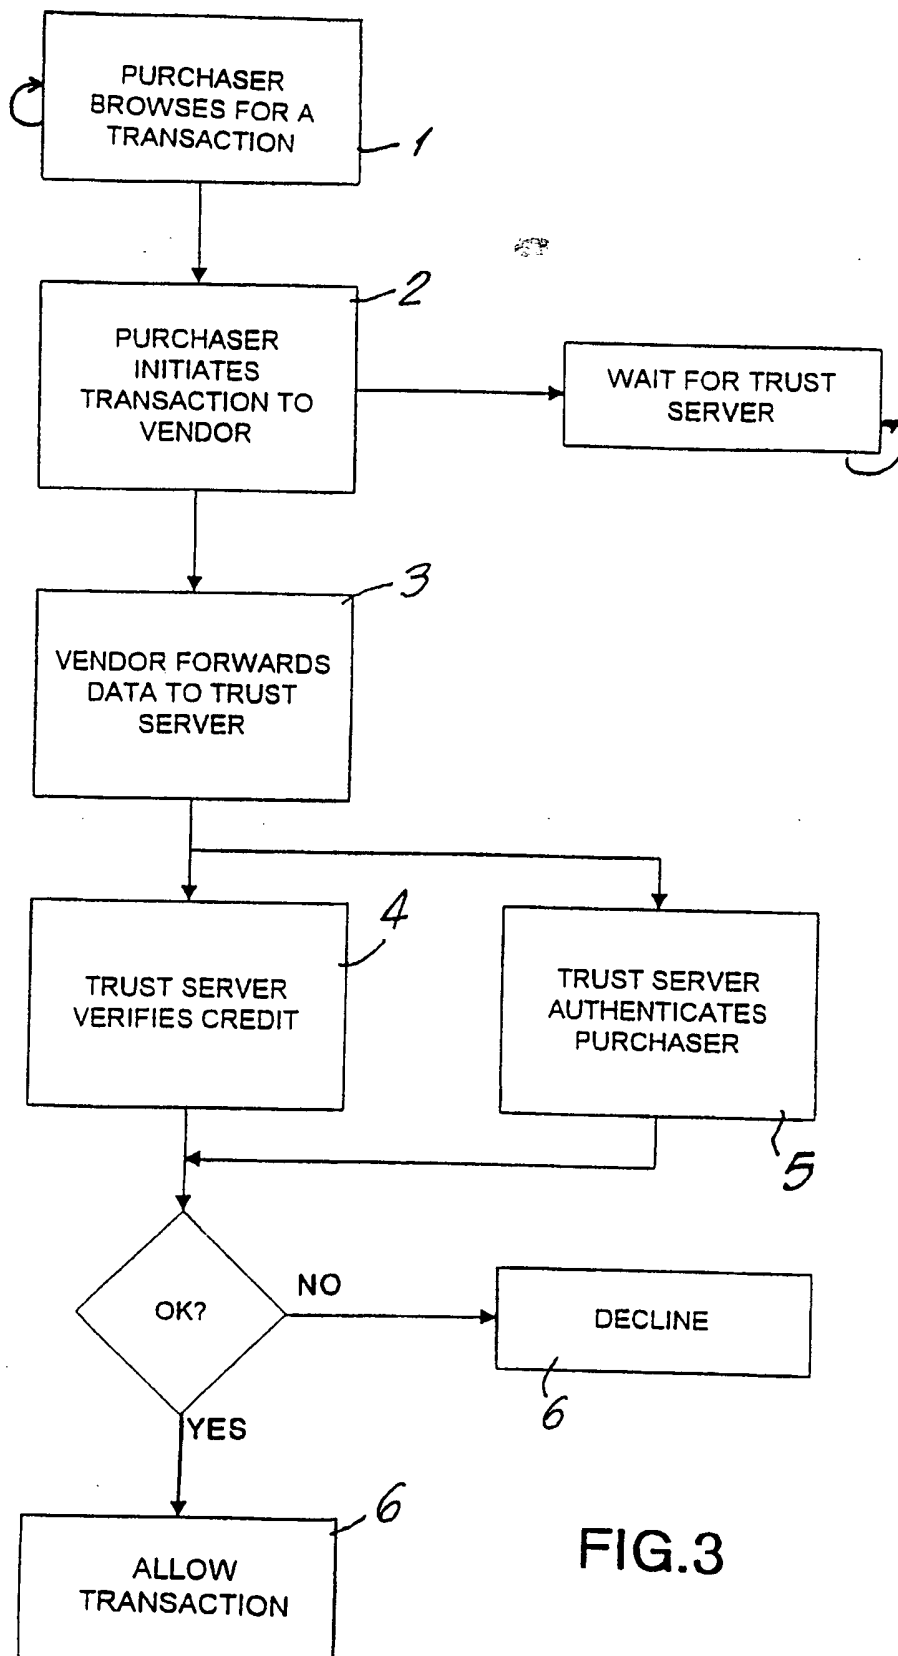 PURCHASER
BROWSES FOR A
TRANSACTION
1
2
PURCHASER
INITIATES
TRANSACTION TO
VENDOR
WAIT FOR TRUST
SERVER
3
VENDOR FORWARDS
DATA TO TRUST
SERVER
4
TRUST SERVER
VERIFIES CREDIT
TRUST SERVER
AUTHENTICATES
PURCHASER
5
OK?
NO
DECLINE
6
YES
6
ALLOW
TRANSACTION
FIG.3